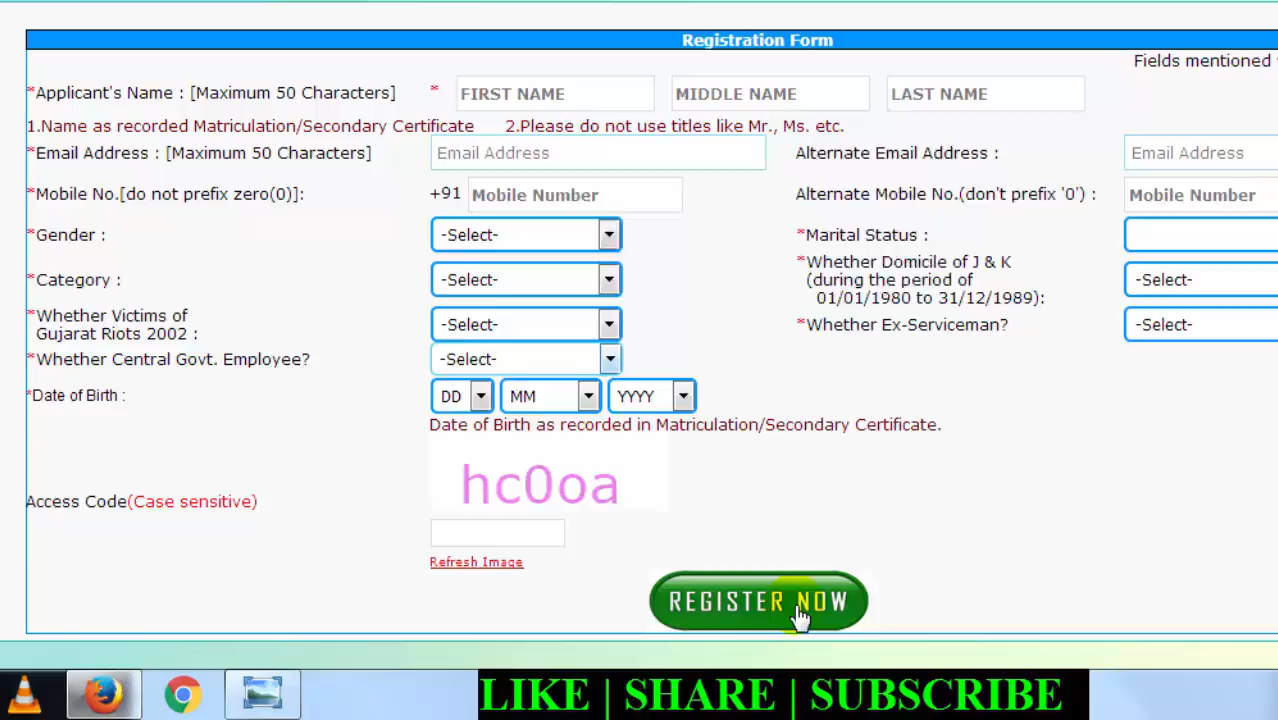 Registration Form
Fields mentioned
*Applicant's Name : [Maximum 50 Characters] * FIRST NAME MIDDLE NAME LAST NAME
1.Name as recorded Matriculation/Secondary Certificate 2.Please do not use titles like Mr., Ms. etc.
*Email Address : [Maximum 50 Characters] Email Address Alternate Email Address : Email Address
*Mobile No.[do not prefix zero(0)]: +91 Mobile Number Alternate Mobile No.(don't prefix '0') : Mobile Number
*Gender : -Select- *Marital Status :
*Category : -Select- *Whether Domicile of J & K
(during the period of
01/01/1980 to 31/12/1989): -Select-
*Whether Victims of
Gujarat Riots 2002 : -Select- *Whether Ex-Serviceman? -Select-
*Whether Central Govt. Employee? -Select-
*Date of Birth : DD MM YYYY
Date of Birth as recorded in Matriculation/Secondary Certificate.
hc0oa
Access Code(Case sensitive)
Refresh Image
REGISTER NOW
LIKE | SHARE | SUBSCRIBE